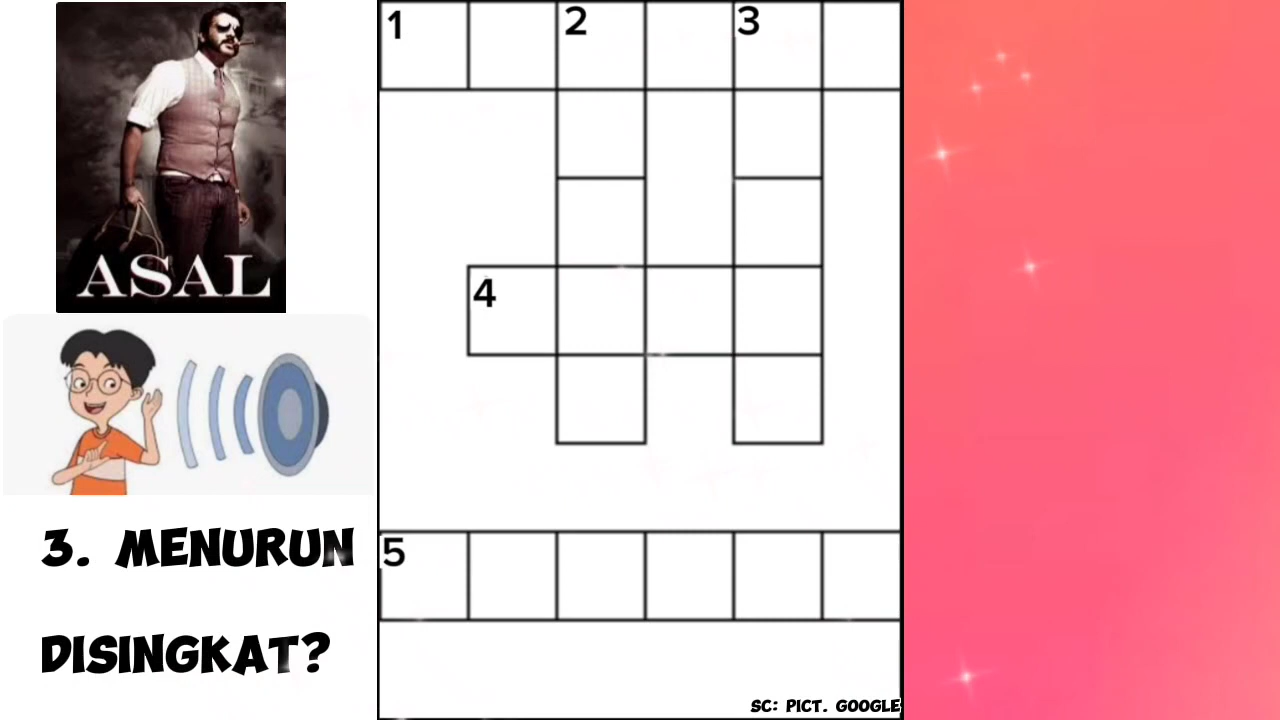 ASAL
3. MENURUN
DISINGKAT?
1 2 3
4
5
SC: PICT. GOOGLE